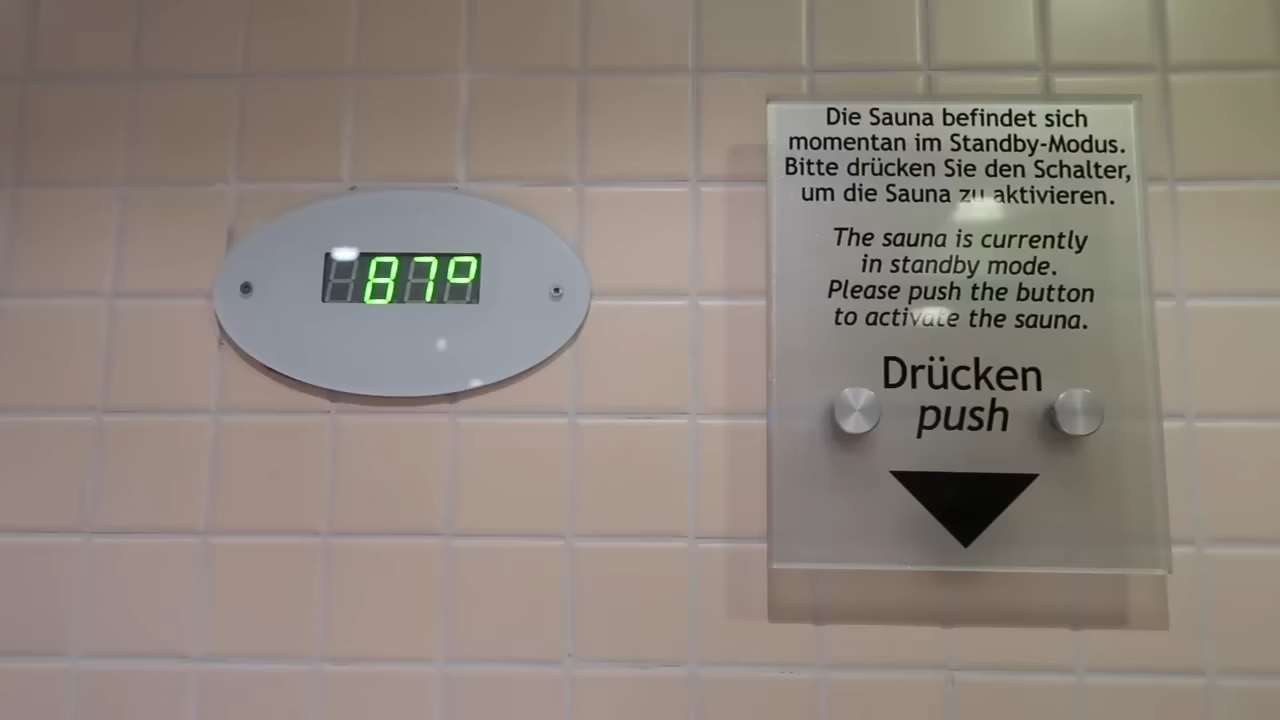 87°
Die Sauna befindet sich
momentan im Standby-Modus.
Bitte drücken Sie den Schalter,
um die Sauna zu aktivieren.
The sauna is currently
in standby mode.
Please push the button
to activate the sauna.
Drücken
push